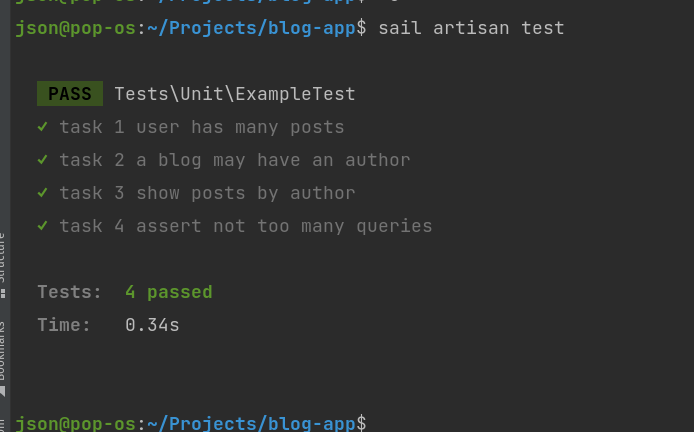 json@pop-os:~/Projects/blog-app$ sail artisan test
PASS Tests\Unit\ExampleTest
✓ task 1 user has many posts
✓ task 2 a blog may have an author
✓ task 3 show posts by author
✓ task 4 assert not too many queries
Tests: 4 passed
Time: 0.34s
json@pop-os:~/Projects/blog-app$
Structure